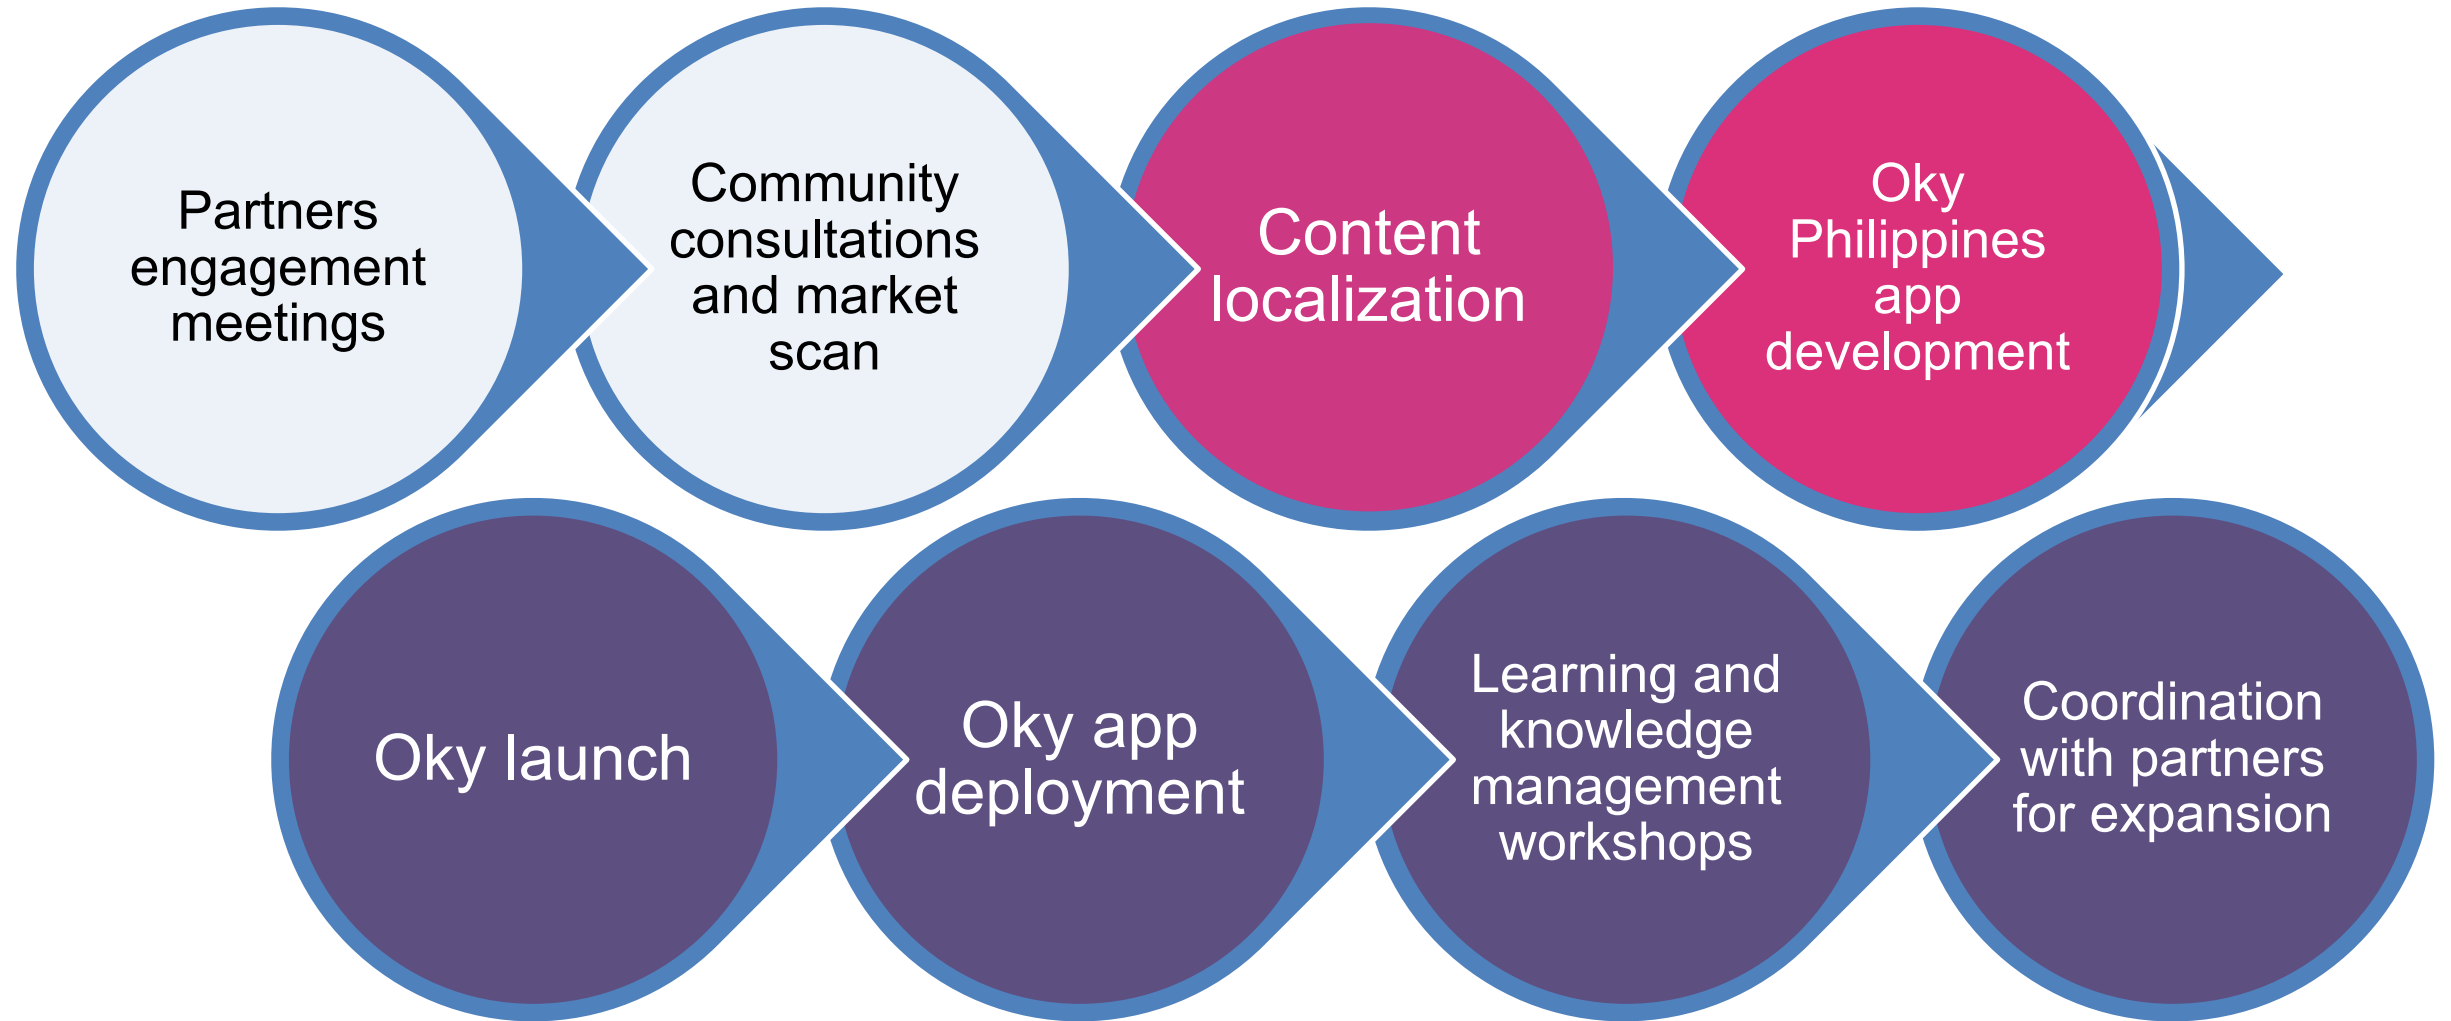 Partners
engagement
meetings
Community
consultations
and market
scan
Content
localization
Oky
Philippines
app
development
Oky launch
Oky app
deployment
Learning and
knowledge
management
workshops
Coordination
with partners
for expansion